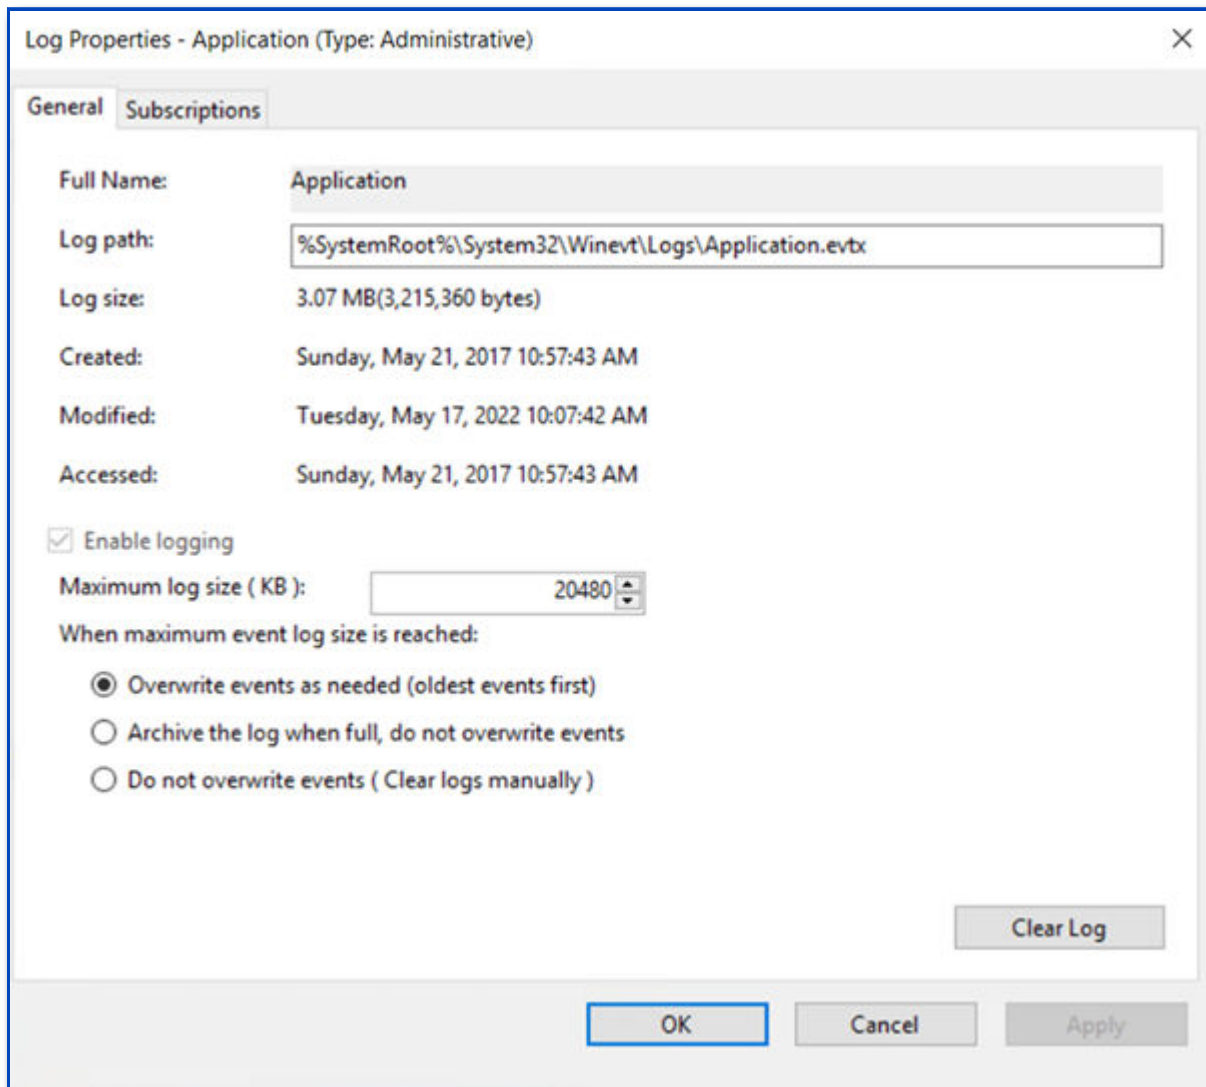 Log Properties - Application (Type: Administrative)
General Subscriptions
Full Name: Application
Log path: %SystemRoot%\System32\Winevt\Logs\Application.evtx
Log size: 3.07 MB(3,215,360 bytes)
Created: Sunday, May 21, 2017 10:57:43 AM
Modified: Tuesday, May 17, 2022 10:07:42 AM
Accessed: Sunday, May 21, 2017 10:57:43 AM
Enable logging
Maximum log size ( KB ): 20480
When maximum event log size is reached:
Overwrite events as needed (oldest events first)
Archive the log when full, do not overwrite events
Do not overwrite events ( Clear logs manually )
Clear Log
OK Cancel Apply